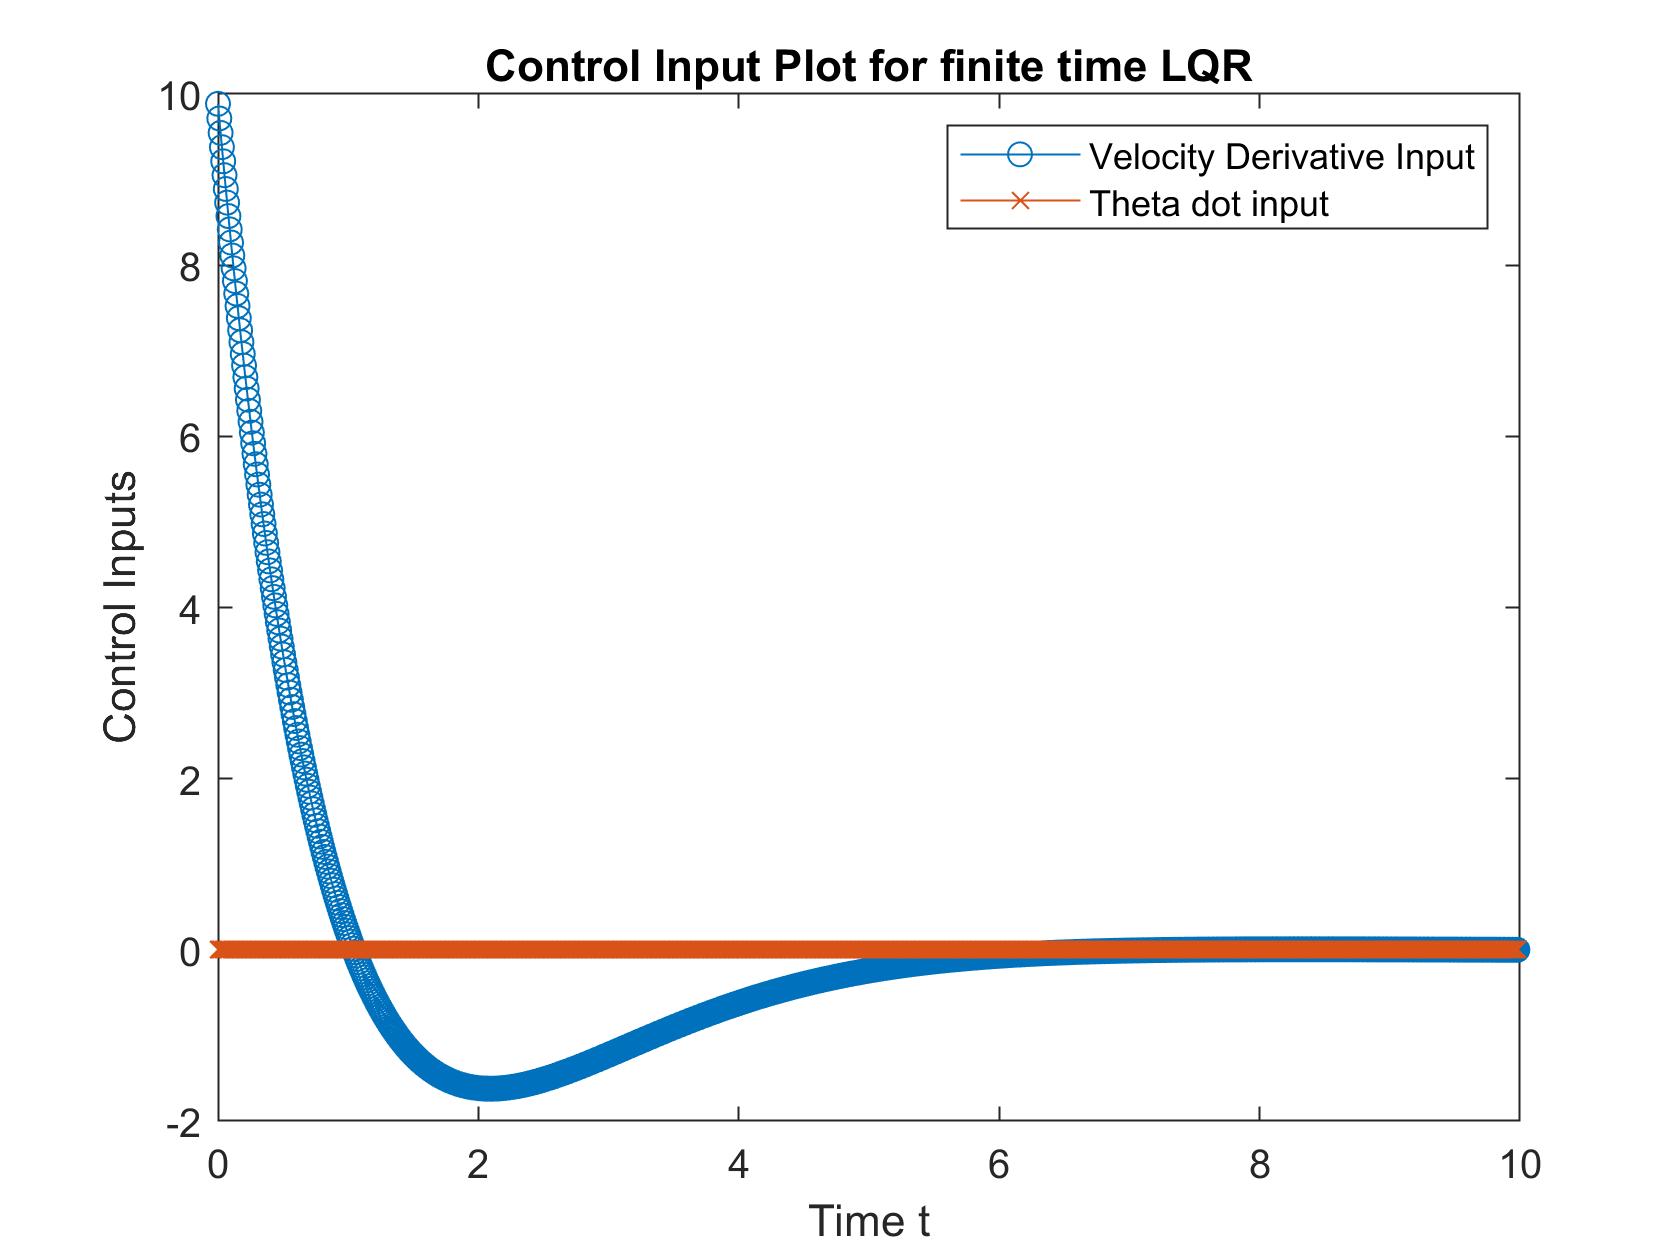 Control Input Plot for finite time LQR
Velocity Derivative Input
Theta dot input
Control Inputs
10
8
6
4
2
0
-2
0 2 4 6 8 10
Time t